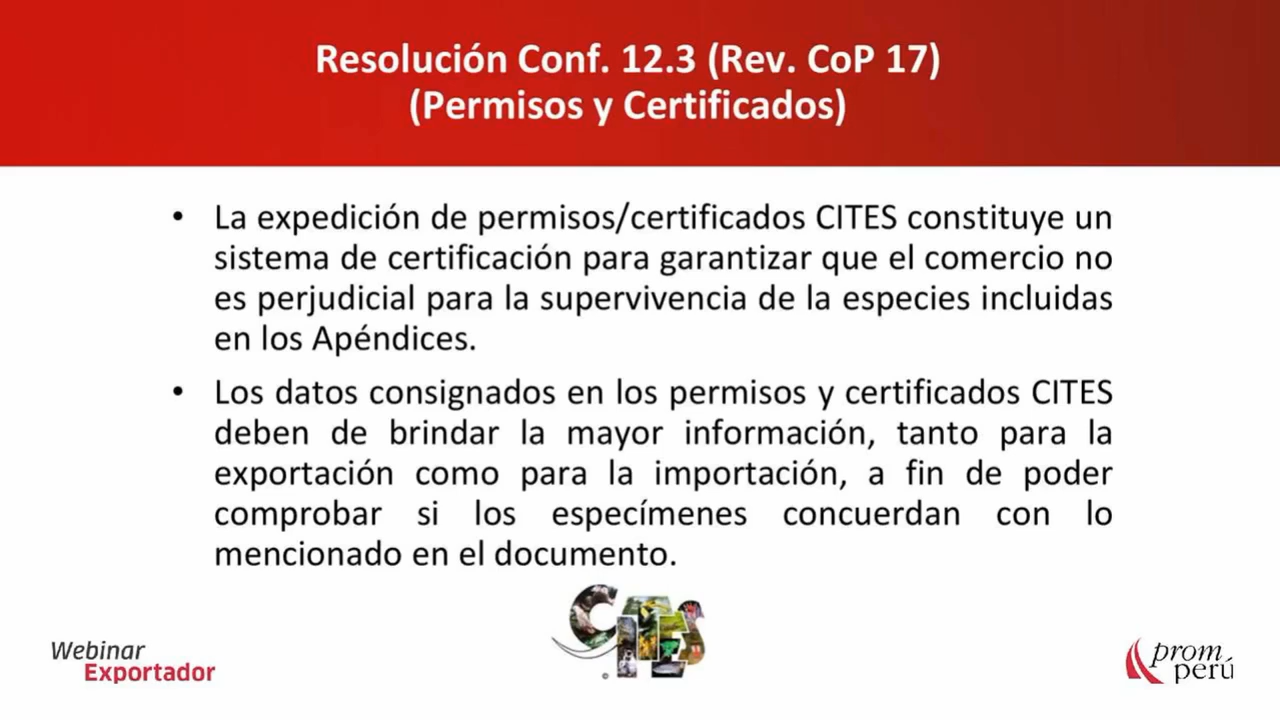 Resolución Conf. 12.3 (Rev. CoP 17)
(Permisos y Certificados)
• La expedición de permisos/certificados CITES constituye un
sistema de certificación para garantizar que el comercio no
es perjudicial para la supervivencia de la especies incluidas
en los Apéndices.
• Los datos consignados en los permisos y certificados CITES
deben de brindar la mayor información, tanto para la
exportación como para la importación, a fin de poder
comprobar si los especímenes concuerdan con lo
mencionado en el documento.
CITES
©
Webinar
Exportador
prom
perú